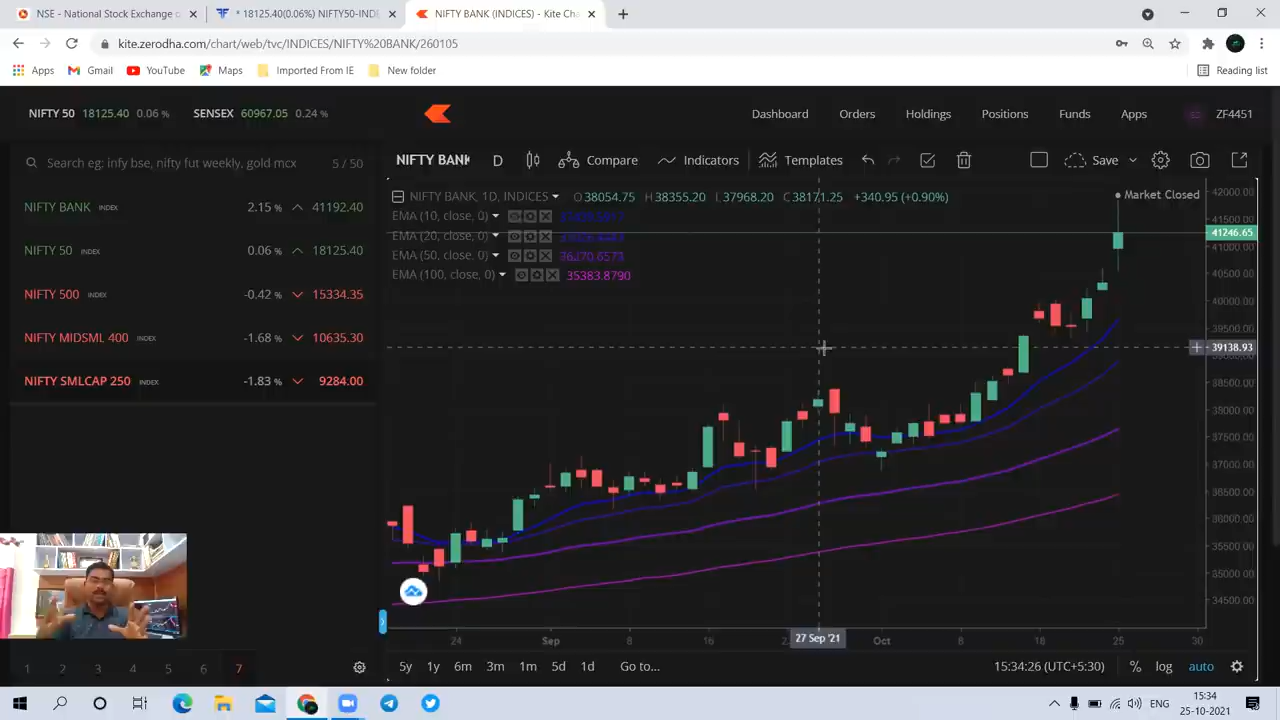 NSE - National Stock Exchange o
* 18125.40(0.06%) NIFTY50-INDI
NIFTY BANK (INDICES) - Kite Cha
kite.zerodha.com/chart/web/tvc/INDICES/NIFTY%20BANK/260105
Apps
Gmail
YouTube
Maps
Imported From IE
New folder
Reading list
NIFTY 50 18125.40 0.06 %
SENSEX 60967.05 0.24 %
Dashboard
Orders
Holdings
Positions
Funds
Apps
ZF4451
Search eg: infy bse, nifty fut weekly, gold mcx
5 / 50
NIFTY BANK INDEX 2.15 % 41192.40
NIFTY 50 INDEX 0.06 % 18125.40
NIFTY 500 INDEX -0.42 % 15334.35
NIFTY MIDSML 400 INDEX -1.68 % 10635.30
NIFTY SMLCAP 250 INDEX -1.83 % 9284.00
1 2 3 4 5 6 7
NIFTY BANK
D
Compare
Indicators
Templates
Save
NIFTY BANK, 1D, INDICES O38054.75 H38355.20 L37968.20 C38171.25 +340.95 (+0.90%)
Market Closed
EMA (10, close, 0)
EMA (20, close, 0)
EMA (50, close, 0)
EMA (100, close, 0) 35383.8790
42000.00
41500.00
41246.65
41000.00
40500.00
40000.00
39500.00
39138.93
39000.00
38500.00
38000.00
37500.00
37000.00
36500.00
36000.00
35500.00
35000.00
34500.00
24
Sep
8
16
27 Sep '21
Oct
8
18
25
30
5y 1y 6m 3m 1m 5d 1d Go to...
15:34:26 (UTC+5:30) % log auto
ENG
15:34
25-10-2021